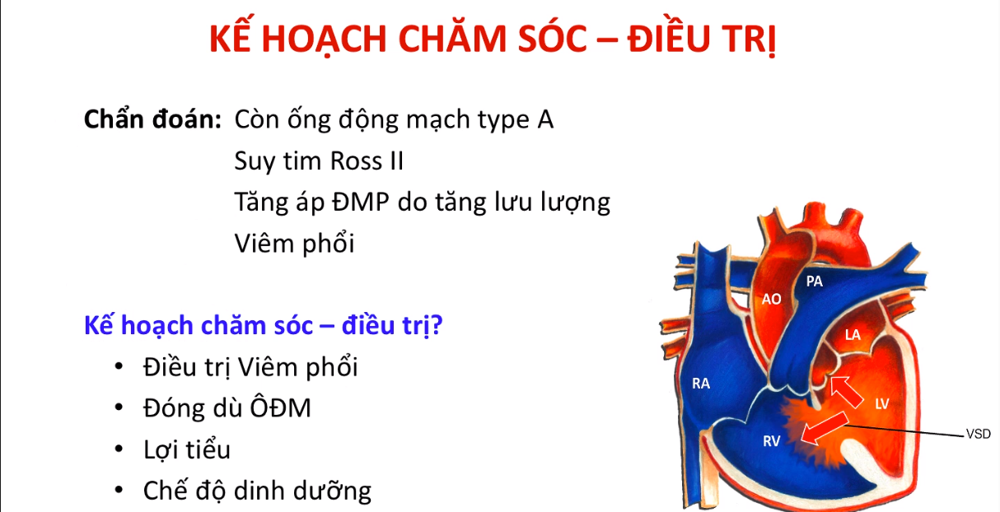 KẾ HOẠCH CHĂM SÓC – ĐIỀU TRỊ
Chẩn đoán: Còn ống động mạch type A
Suy tim Ross II
Tăng áp ĐMP do tăng lưu lượng
Viêm phổi
Kế hoạch chăm sóc – điều trị?
• Điều trị Viêm phổi
• Đóng dù ÔĐM
• Lợi tiểu
• Chế độ dinh dưỡng
PA
AO
LA
RA
LV
RV
VSD